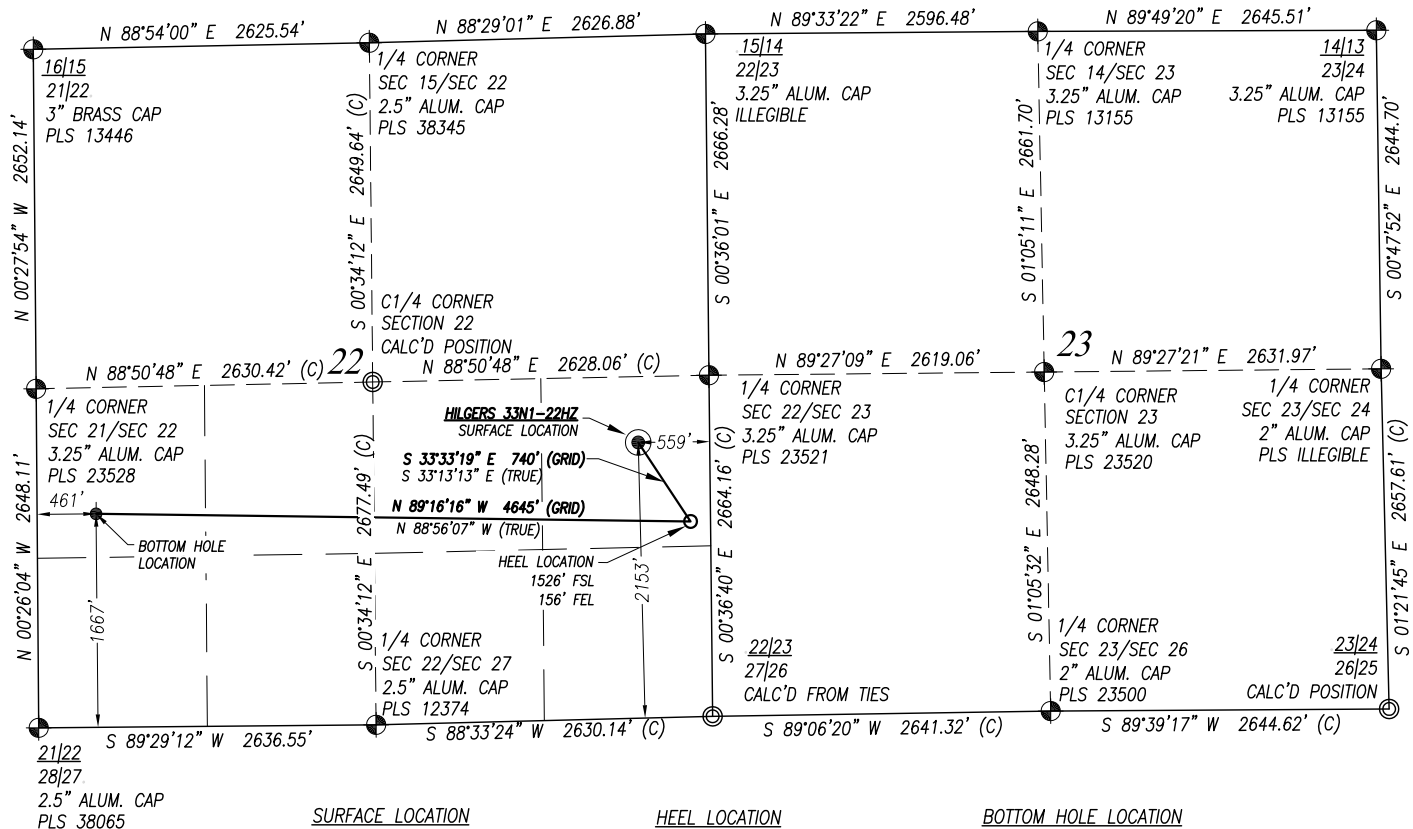 N 88°54'00" E 2625.54'
N 88°29'01" E 2626.88'
N 89°33'22" E 2596.48'
N 89°49'20" E 2645.51'
16|15
21|22
3" BRASS CAP
PLS 13446
1/4 CORNER
SEC 15/SEC 22
2.5" ALUM. CAP
PLS 38345
15|14
22|23
3.25" ALUM. CAP
ILLEGIBLE
1/4 CORNER
SEC 14/SEC 23
3.25" ALUM. CAP
PLS 13155
14|13
23|24
3.25" ALUM. CAP
PLS 13155
N 00°27'54" W 2652.14'
S 00°34'12" E 2649.64' (C)
S 00°36'01" E 2666.28'
S 01°05'11" E 2661.70'
S 00°47'52" E 2644.70'
C1/4 CORNER
SECTION 22
CALC'D POSITION
N 88°50'48" E 2630.42' (C)
22
N 88°50'48" E 2628.06' (C)
N 89°27'09" E 2619.06'
23
N 89°27'21" E 2631.97'
1/4 CORNER
SEC 21/SEC 22
3.25" ALUM. CAP
PLS 23528
HILGERS 33N1-22HZ
SURFACE LOCATION
559'
1/4 CORNER
SEC 22/SEC 23
3.25" ALUM. CAP
PLS 23521
C1/4 CORNER
SECTION 23
3.25" ALUM. CAP
PLS 23520
1/4 CORNER
SEC 23/SEC 24
2" ALUM. CAP
PLS ILLEGIBLE
S 33°33'19" E 740' (GRID)
S 33°13'13" E (TRUE)
461'
N 89°16'16" W 4645' (GRID)
N 88°56'07" W (TRUE)
BOTTOM HOLE
LOCATION
HEEL LOCATION
1526' FSL
156' FEL
N 00°26'04" W 2648.11'
1667'
S 00°34'12" E 2677.49' (C)
2153'
S 00°36'40" E 2664.16' (C)
S 01°05'32" E 2648.28'
S 01°21'45" E 2657.61' (C)
1/4 CORNER
SEC 22/SEC 27
2.5" ALUM. CAP
PLS 12374
22|23
27|26
CALC'D FROM TIES
1/4 CORNER
SEC 23/SEC 26
2" ALUM. CAP
PLS 23500
23|24
26|25
CALC'D POSITION
S 89°29'12" W 2636.55'
S 88°33'24" W 2630.14' (C)
S 89°06'20" W 2641.32' (C)
S 89°39'17" W 2644.62' (C)
21|22
28|27
2.5" ALUM. CAP
PLS 38065
SURFACE LOCATION
HEEL LOCATION
BOTTOM HOLE LOCATION